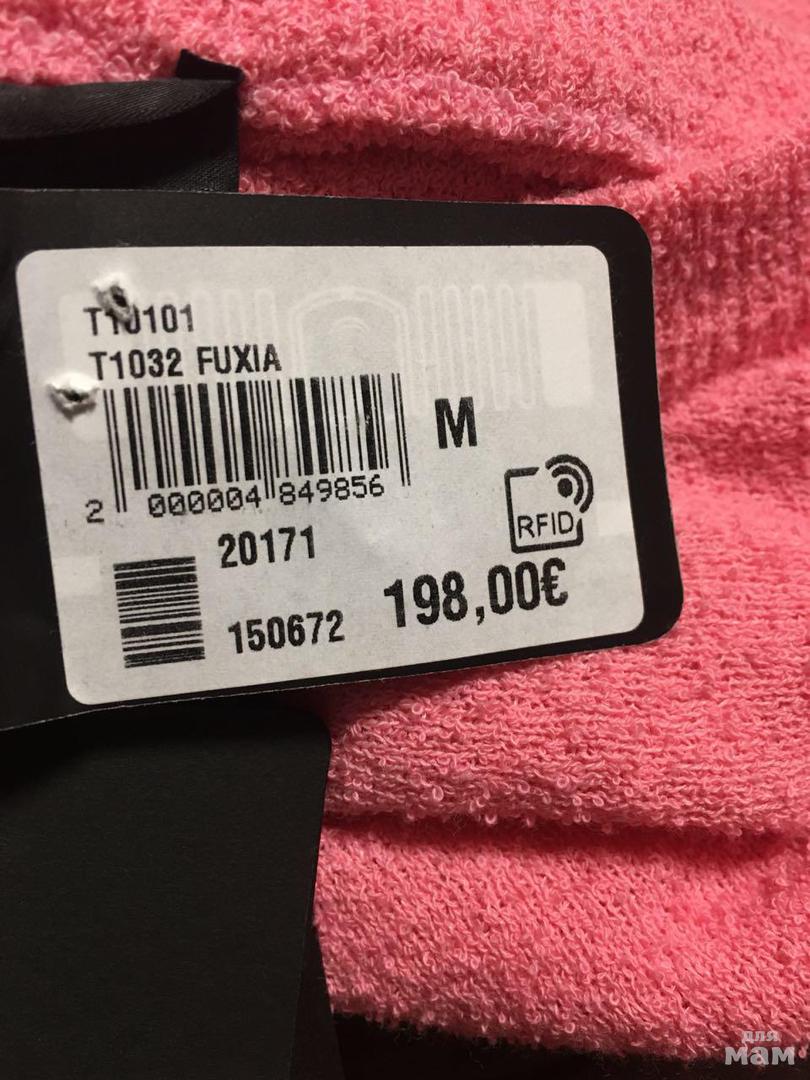 T10101
T1032 FUXIA
M
2 000004 849856
RFID
20171
198,00€
150672
для
мам